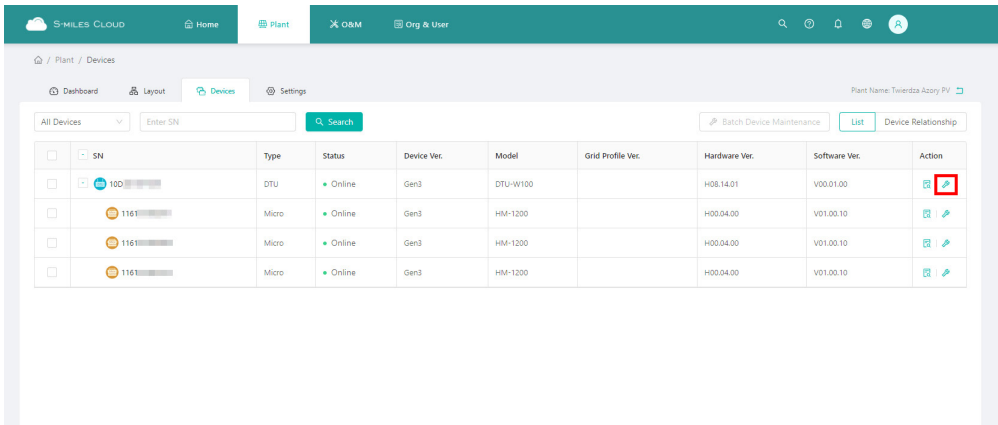 S-MILES CLOUD Home Plant O&M Org & User
/ Plant / Devices
Dashboard Layout Devices Settings Plant Name: Twierdza Azory PV
All Devices Enter SN Search Batch Device Maintenance List Device Relationship
SN Type Status Device Ver. Model Grid Profile Ver. Hardware Ver. Software Ver. Action
10D DTU Online Gen3 DTU-W100 H08.14.01 V00.01.00
1161 Micro Online Gen3 HM-1200 H00.04.00 V01.00.10
1161 Micro Online Gen3 HM-1200 H00.04.00 V01.00.10
1161 Micro Online Gen3 HM-1200 H00.04.00 V01.00.10